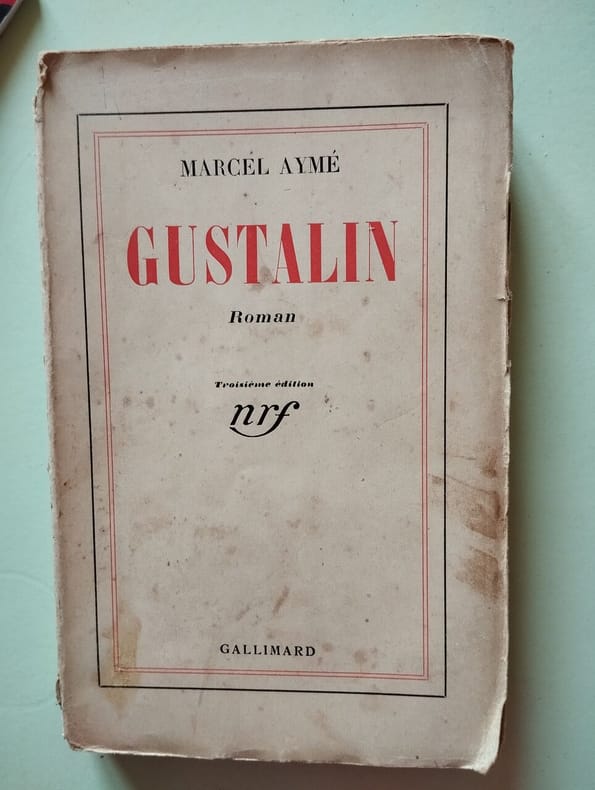 MARCEL AYMÉ
GUSTALIN
Roman
Troisième édition
nrf
GALLIMARD